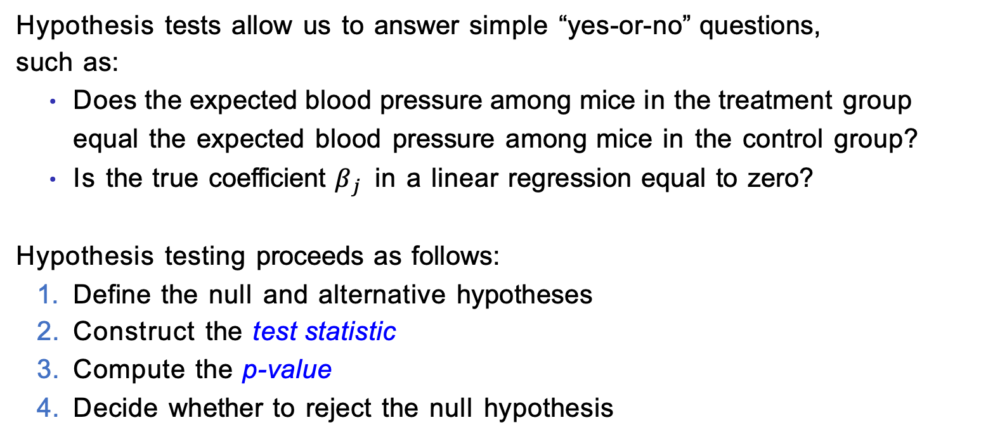 Hypothesis tests allow us to answer simple “yes-or-no” questions,
such as:
• Does the expected blood pressure among mice in the treatment group
equal the expected blood pressure among mice in the control group?
• Is the true coefficient βj in a linear regression equal to zero?
Hypothesis testing proceeds as follows:
1. Define the null and alternative hypotheses
2. Construct the test statistic
3. Compute the p-value
4. Decide whether to reject the null hypothesis